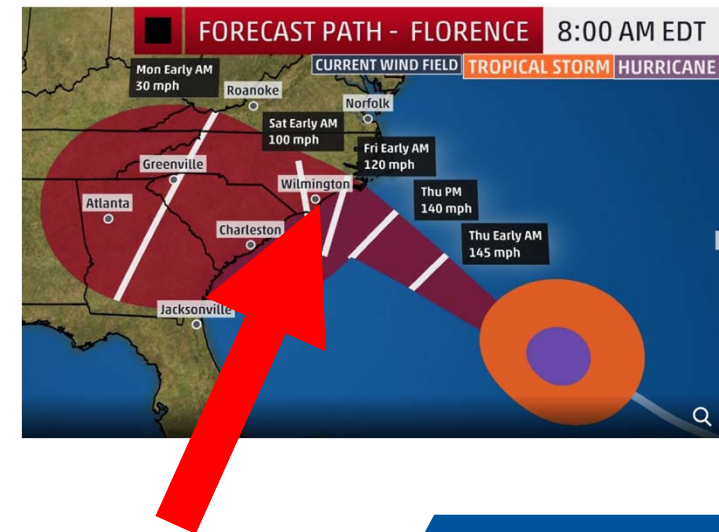 FORECAST PATH - FLORENCE 8:00 AM EDT
CURRENT WIND FIELD TROPICAL STORM HURRICANE
Mon Early AM
30 mph
Roanoke
Norfolk
Sat Early AM
100 mph
Fri Early AM
120 mph
Greenville
Wilmington
Thu PM
140 mph
Atlanta
Charleston
Thu Early AM
145 mph
Jacksonville